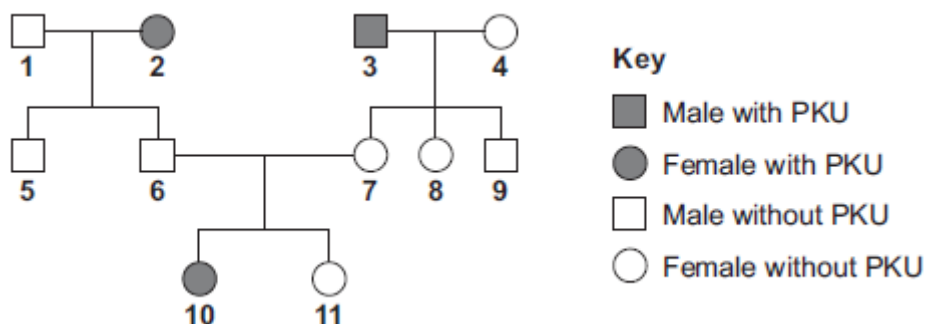 1 2 3 4
Key
Male with PKU
Female with PKU
5 6 7 8 9
Male without PKU
Female without PKU
10 11